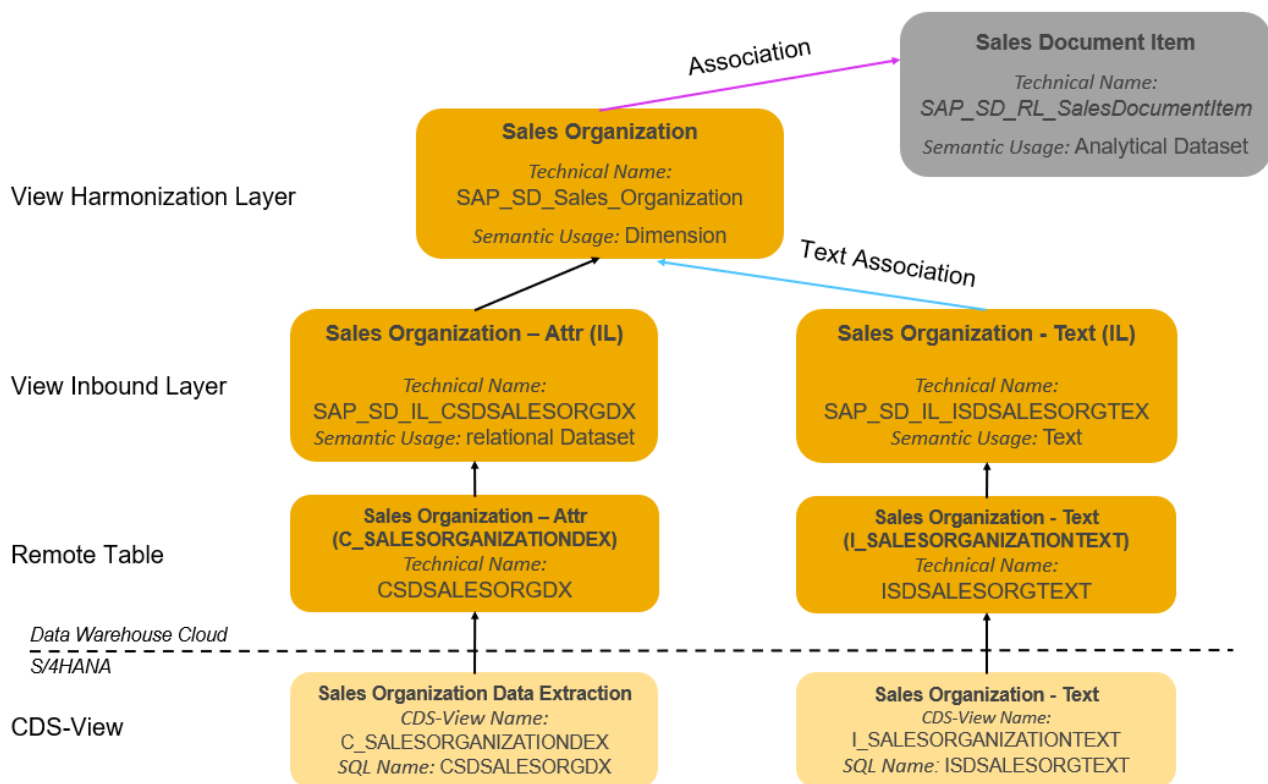 Sales Document Item
Technical Name:
SAP_SD_RL_SalesDocumentItem
Semantic Usage: Analytical Dataset
Association
Sales Organization
Technical Name:
SAP_SD_Sales_Organization
Semantic Usage: Dimension
View Harmonization Layer
Text Association
Sales Organization – Attr (IL)
Technical Name:
SAP_SD_IL_CSDSALESORGDX
Semantic Usage: relational Dataset
Sales Organization - Text (IL)
Technical Name:
SAP_SD_IL_ISDSALESORGTEX
Semantic Usage: Text
View Inbound Layer
Sales Organization – Attr
(C_SALESORGANIZATIONDEX)
Technical Name:
CSDSALESORGDX
Sales Organization - Text
(I_SALESORGANIZATIONTEXT)
Technical Name:
ISDSALESORGTEXT
Remote Table
Data Warehouse Cloud
S/4HANA
Sales Organization Data Extraction
CDS-View Name:
C_SALESORGANIZATIONDEX
SQL Name: CSDSALESORGDX
Sales Organization - Text
CDS-View Name:
I_SALESORGANIZATIONTEXT
SQL Name: ISDSALESORGTEXT
CDS-View